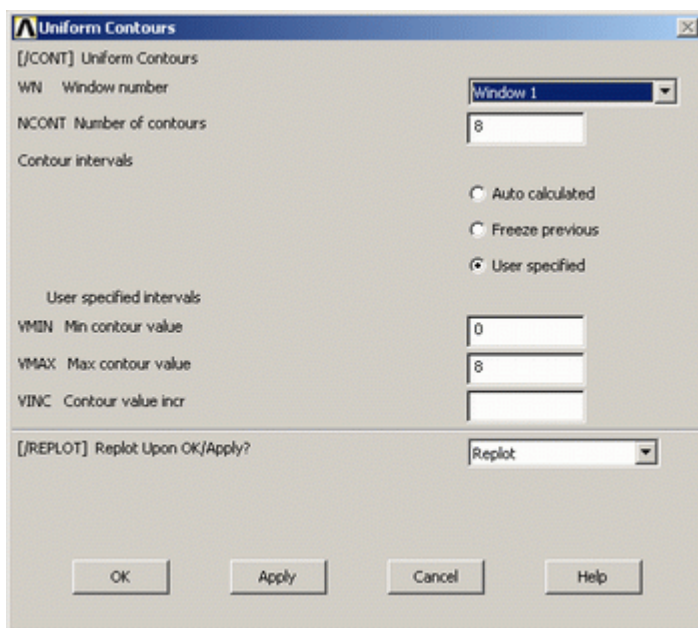 Uniform Contours
[/CONT] Uniform Contours
WN Window number Window 1
NCONT Number of contours 8
Contour intervals
Auto calculated
Freeze previous
User specified
User specified intervals
VMIN Min contour value 0
VMAX Max contour value 8
VINC Contour value incr
[/REPLOT] Replot Upon OK/Apply? Replot
OK Apply Cancel Help